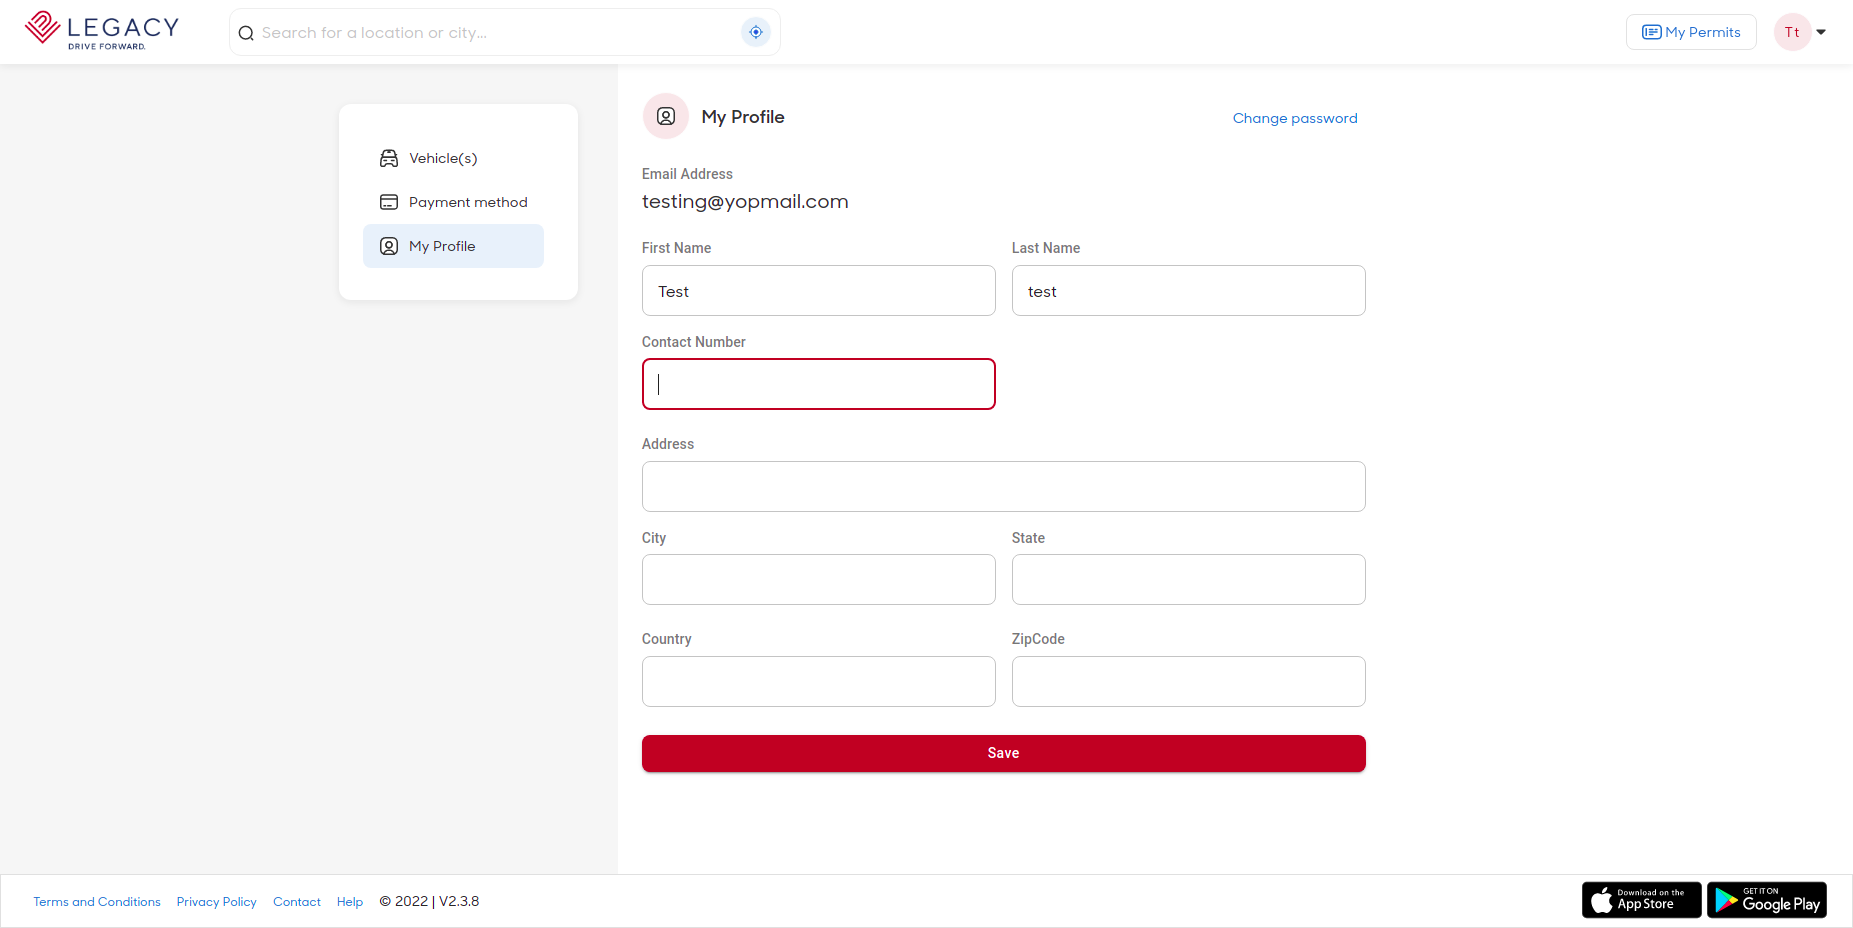 LEGACY
DRIVE FORWARD.
Search for a location or city...
My Permits
Tt
Vehicle(s)
Payment method
My Profile
My Profile
Change password
Email Address
testing@yopmail.com
First Name
Last Name
Test
test
Contact Number
Address
City
State
Country
ZipCode
Save
Terms and Conditions
Privacy Policy
Contact
Help
© 2022 | V2.3.8
Download on the
App Store
GET IT ON
Google Play